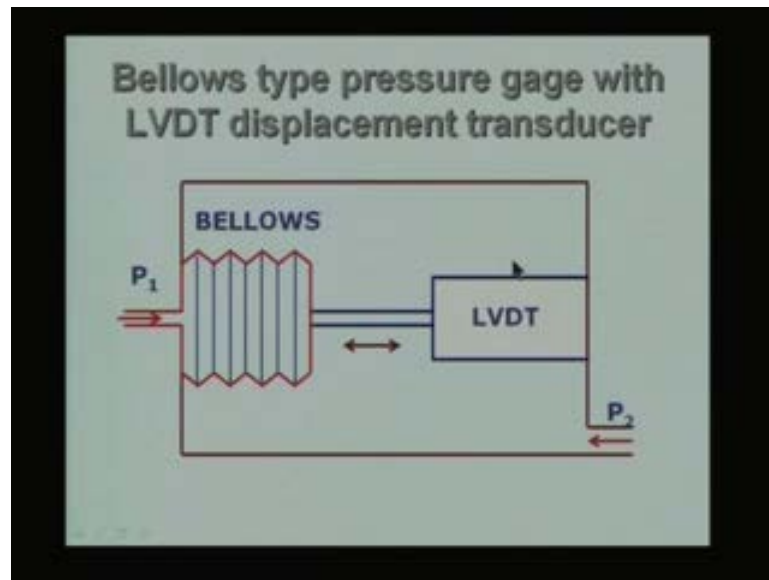 Bellows type pressure gage with
LVDT displacement transducer
BELLOWS
P₁
LVDT
P₂